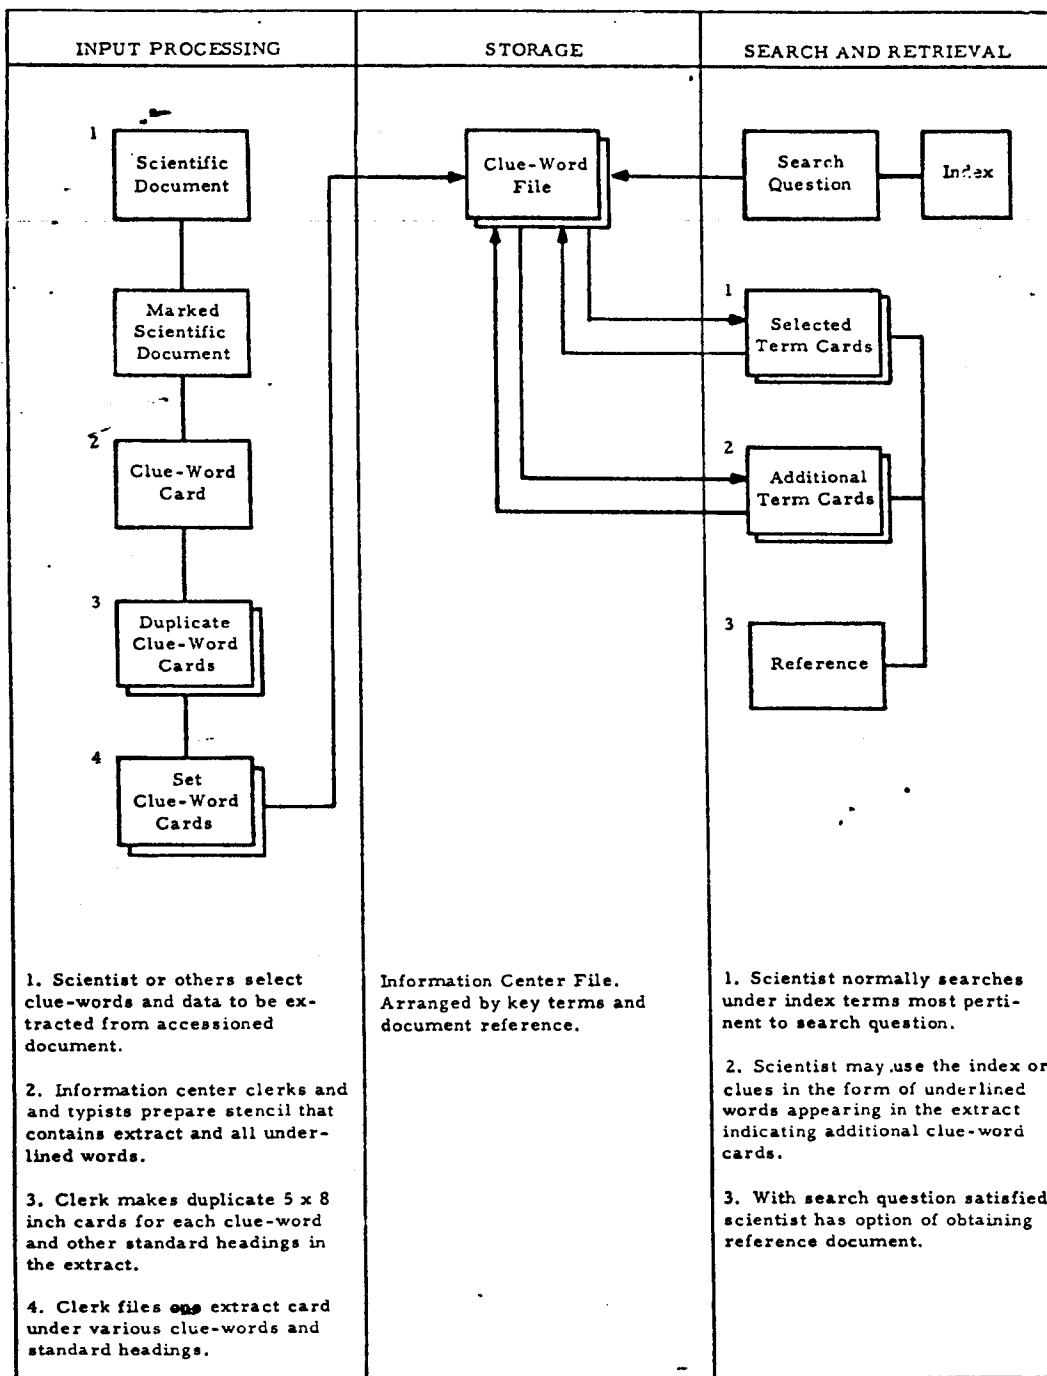 INPUT PROCESSING
STORAGE
SEARCH AND RETRIEVAL
1
Scientific
Document
Marked
Scientific
Document
2
Clue-Word
Card
3
Duplicate
Clue-Word
Cards
4
Set
Clue-Word
Cards
Clue-Word
File
Search
Question
Index
1
Selected
Term Cards
2
Additional
Term Cards
3
Reference
1. Scientist or others select
clue-words and data to be ex-
tracted from accessioned
document.
2. Information center clerks and
and typists prepare stencil that
contains extract and all under-
lined words.
3. Clerk makes duplicate 5 x 8
inch cards for each clue-word
and other standard headings in
the extract.
4. Clerk files one extract card
under various clue-words and
standard headings.
Information Center File.
Arranged by key terms and
document reference.
1. Scientist normally searches
under index terms most perti-
nent to search question.
2. Scientist may use the index or
clues in the form of underlined
words appearing in the extract
indicating additional clue-word
cards.
3. With search question satisfied
scientist has option of obtaining
reference document.